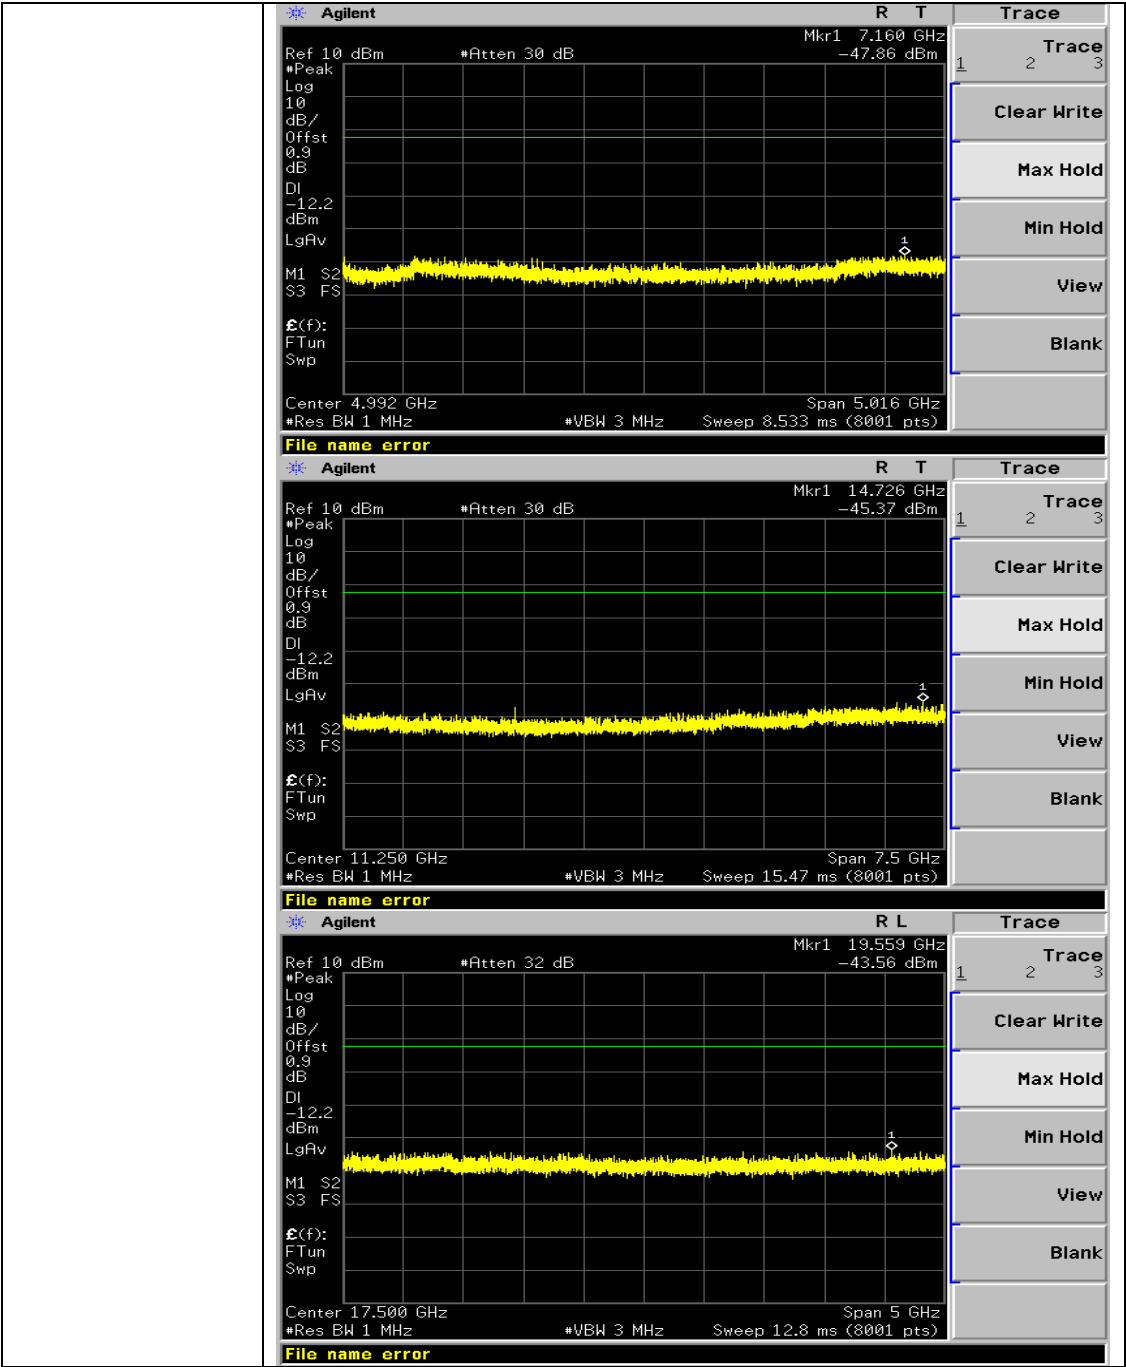 Agilent R T Trace
Mkr1 7.160 GHz
Ref 10 dBm #Atten 30 dB -47.86 dBm
#Peak
Log
10
dB/
Offst
0.9
dB
DI
-12.2
dBm
LgAv
1
M1 S2
S3 FS
£(f):
FTun
Swp
Center 4.992 GHz Span 5.016 GHz
#Res BW 1 MHz #VBW 3 MHz Sweep 8.533 ms (8001 pts)
File name error
Trace
1 2 3
Clear Write
Max Hold
Min Hold
View
Blank
Agilent R T Trace
Mkr1 14.726 GHz
Ref 10 dBm #Atten 30 dB -45.37 dBm
#Peak
Log
10
dB/
Offst
0.9
dB
DI
-12.2
dBm
LgAv
1
M1 S2
S3 FS
£(f):
FTun
Swp
Center 11.250 GHz Span 7.5 GHz
#Res BW 1 MHz #VBW 3 MHz Sweep 15.47 ms (8001 pts)
File name error
Trace
1 2 3
Clear Write
Max Hold
Min Hold
View
Blank
Agilent R L Trace
Mkr1 19.559 GHz
Ref 10 dBm #Atten 32 dB -43.56 dBm
#Peak
Log
10
dB/
Offst
0.9
dB
DI
-12.2
dBm
LgAv
1
M1 S2
S3 FS
£(f):
FTun
Swp
Center 17.500 GHz Span 5 GHz
#Res BW 1 MHz #VBW 3 MHz Sweep 12.8 ms (8001 pts)
File name error
Trace
1 2 3
Clear Write
Max Hold
Min Hold
View
Blank